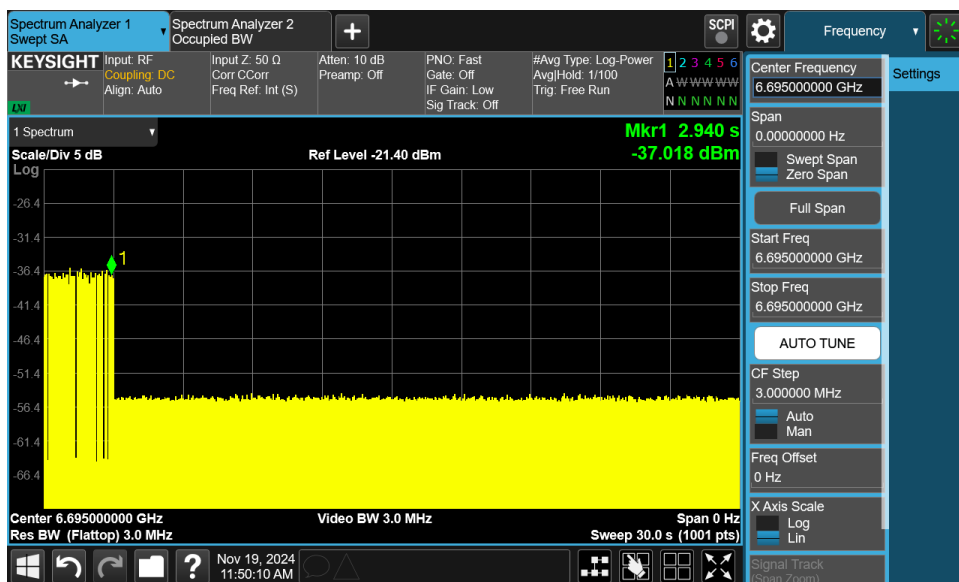 Spectrum Analyzer 1
Swept SA
Spectrum Analyzer 2
Occupied BW
SCPI
Frequency
KEYSIGHT
LXI
Input: RF
Coupling: DC
Align: Auto
Input Z: 50 Ω
Corr CCorr
Freq Ref: Int (S)
Atten: 10 dB
Preamp: Off
PNO: Fast
Gate: Off
IF Gain: Low
Sig Track: Off
#Avg Type: Log-Power
Avg|Hold: 1/100
Trig: Free Run
1 2 3 4 5 6
A W W W W W
N N N N N N
1 Spectrum
Scale/Div 5 dB
Ref Level -21.40 dBm
Mkr1 2.940 s
-37.018 dBm
Log
-26.4
-31.4
-36.4
-41.4
-46.4
-51.4
-56.4
-61.4
-66.4
1
Center 6.695000000 GHz
Video BW 3.0 MHz
Span 0 Hz
Res BW (Flattop) 3.0 MHz
Sweep 30.0 s (1001 pts)
Center Frequency
6.695000000 GHz
Settings
Span
0.00000000 Hz
Swept Span
Zero Span
Full Span
Start Freq
6.695000000 GHz
Stop Freq
6.695000000 GHz
AUTO TUNE
CF Step
3.000000 MHz
Auto
Man
Freq Offset
0 Hz
X Axis Scale
Log
Lin
Signal Track
(Span Zoom)
?
Nov 19, 2024
11:50:10 AM